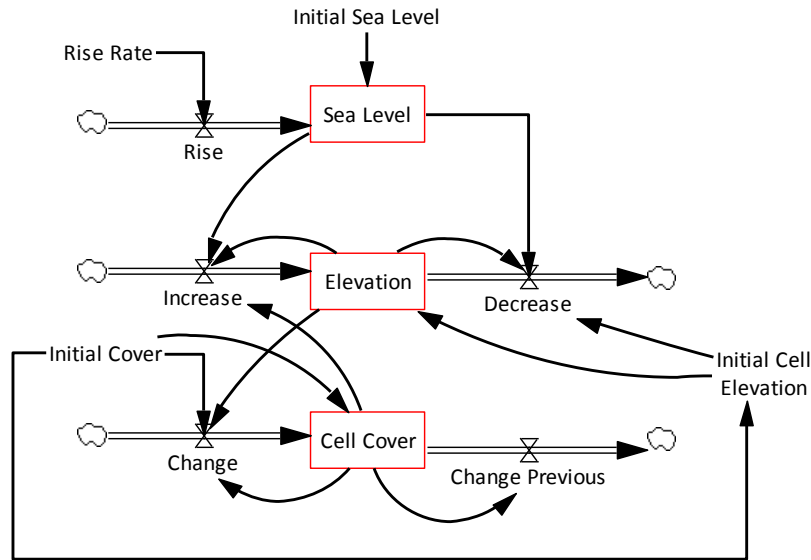 Initial Sea Level
Rise Rate
Sea Level
Rise
Elevation
Increase
Decrease
Initial Cover
Initial Cell
Elevation
Cell Cover
Change
Change Previous